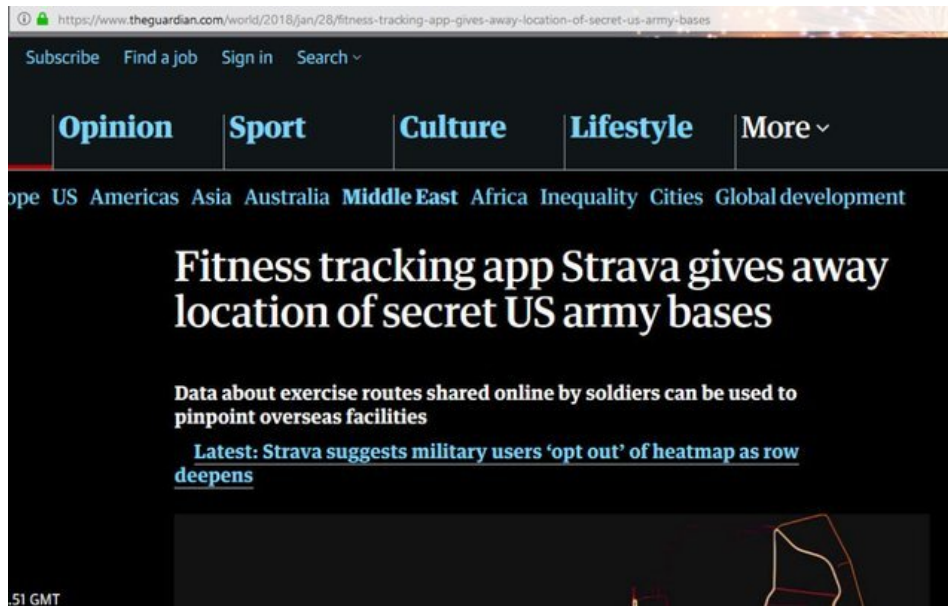 https://www.theguardian.com/world/2018/jan/28/fitness-tracking-app-gives-away-location-of-secret-us-army-bases
Subscribe Find a job Sign in Search
Opinion Sport Culture Lifestyle More
ope US Americas Asia Australia Middle East Africa Inequality Cities Global development
Fitness tracking app Strava gives away
location of secret US army bases
Data about exercise routes shared online by soldiers can be used to
pinpoint overseas facilities
Latest: Strava suggests military users ‘opt out’ of heatmap as row
deepens
.51 GMT